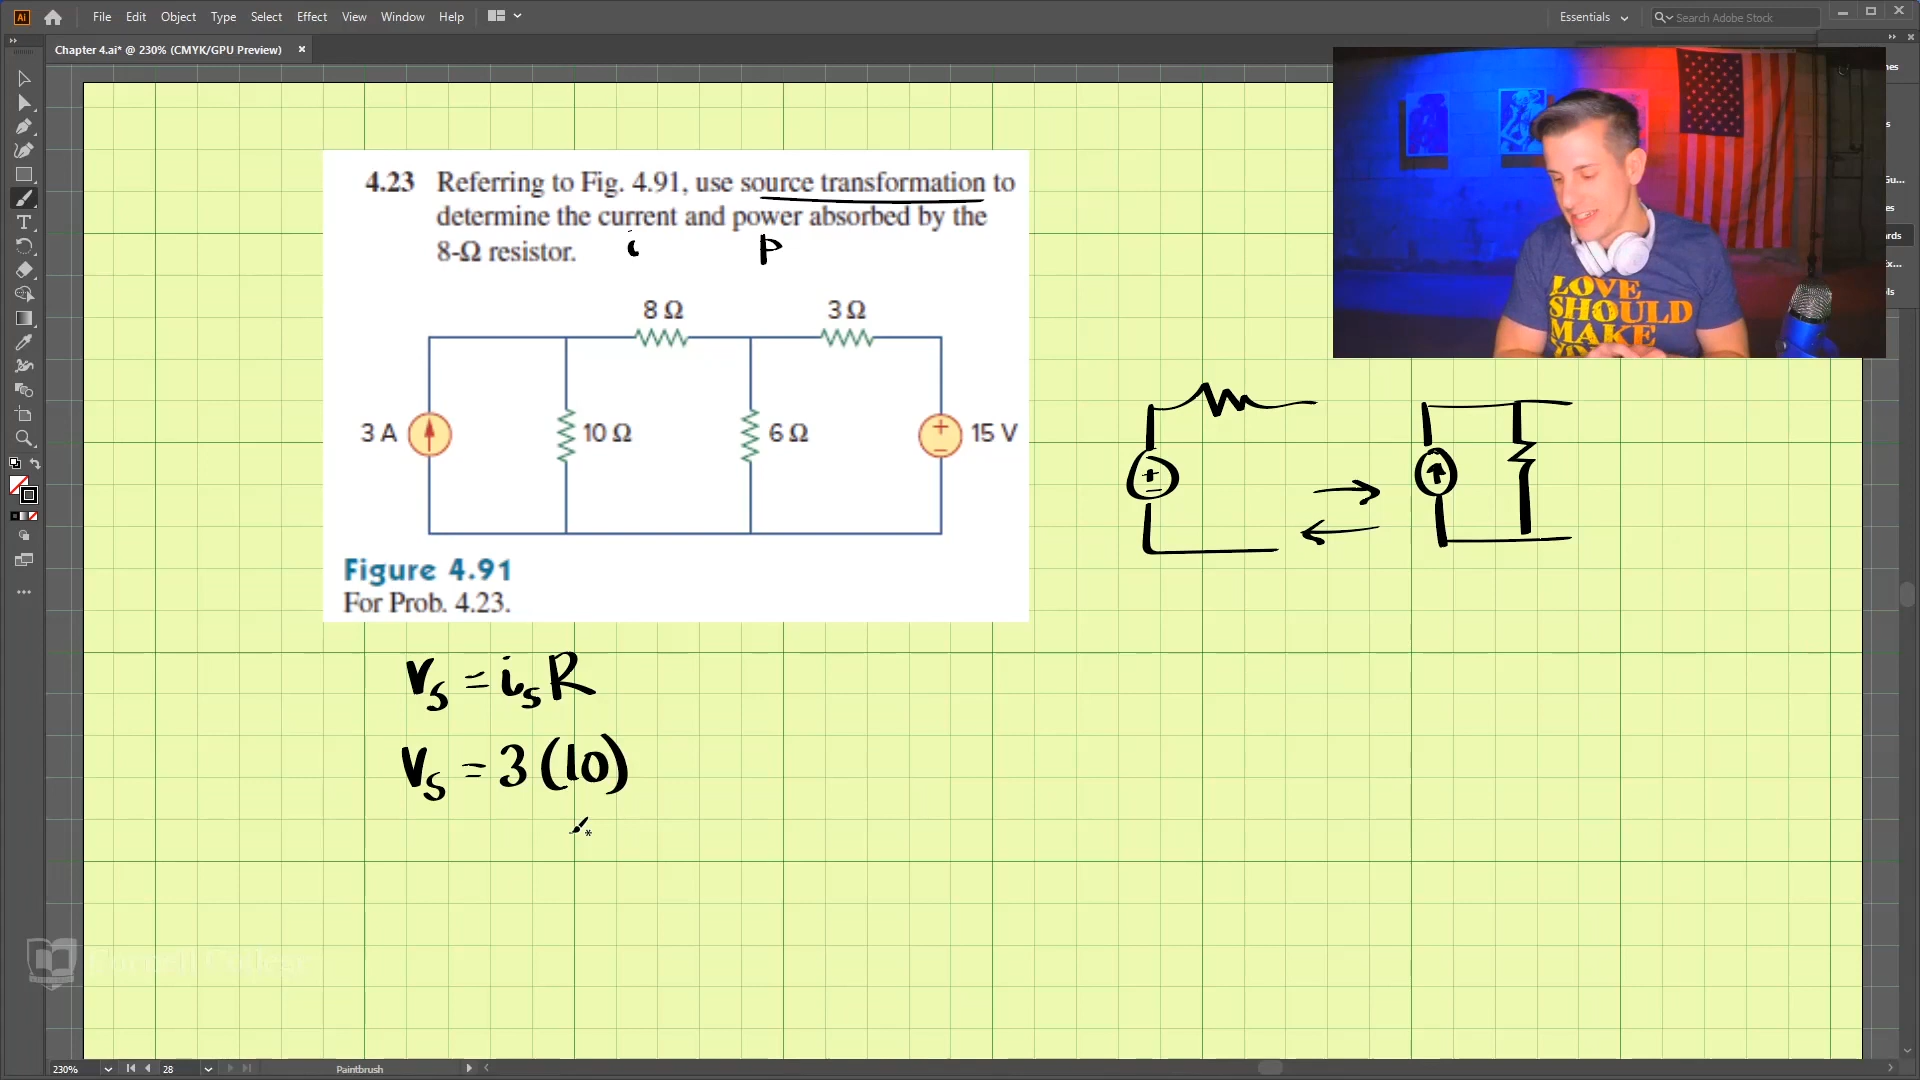 File Edit Object Type Select Effect View Window Help
Essentials
Search Adobe Stock
Chapter 4.ai* @ 230% (CMYK/GPU Preview)
4.23 Referring to Fig. 4.91, use source transformation to
determine the current and power absorbed by the
8-Ω resistor.
i P
8 Ω 3 Ω
3 A 10 Ω 6 Ω 15 V
Figure 4.91
For Prob. 4.23.
Vs = is R
Vs = 3 (10)
LOVE
SHOULD
MAKE
230% 28 Paintbrush